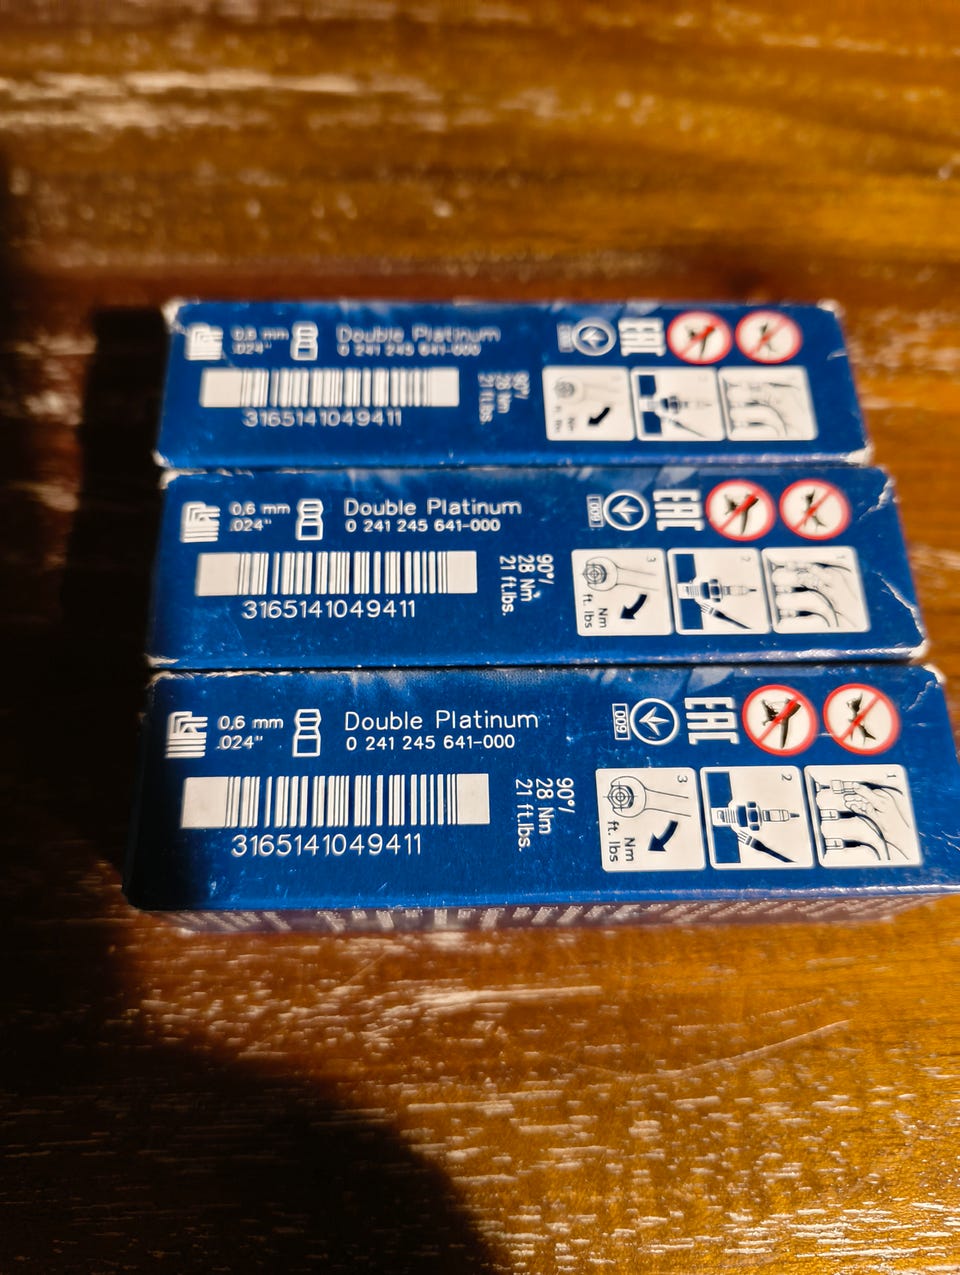 0,6 mm
.024"
Double Platinum
0 241 245 641-000
3165141049411
90°/
28 Nm
21 ft.lbs.
EAC
0,6 mm
.024"
Double Platinum
0 241 245 641-000
009
EAC
3165141049411
90°/
28 Nm
21 ft.lbs.
3
Nm
ft. lbs
2
1
0,6 mm
.024"
Double Platinum
0 241 245 641-000
009
EAC
3165141049411
90°/
28 Nm
21 ft.lbs.
3
Nm
ft. lbs
2
1